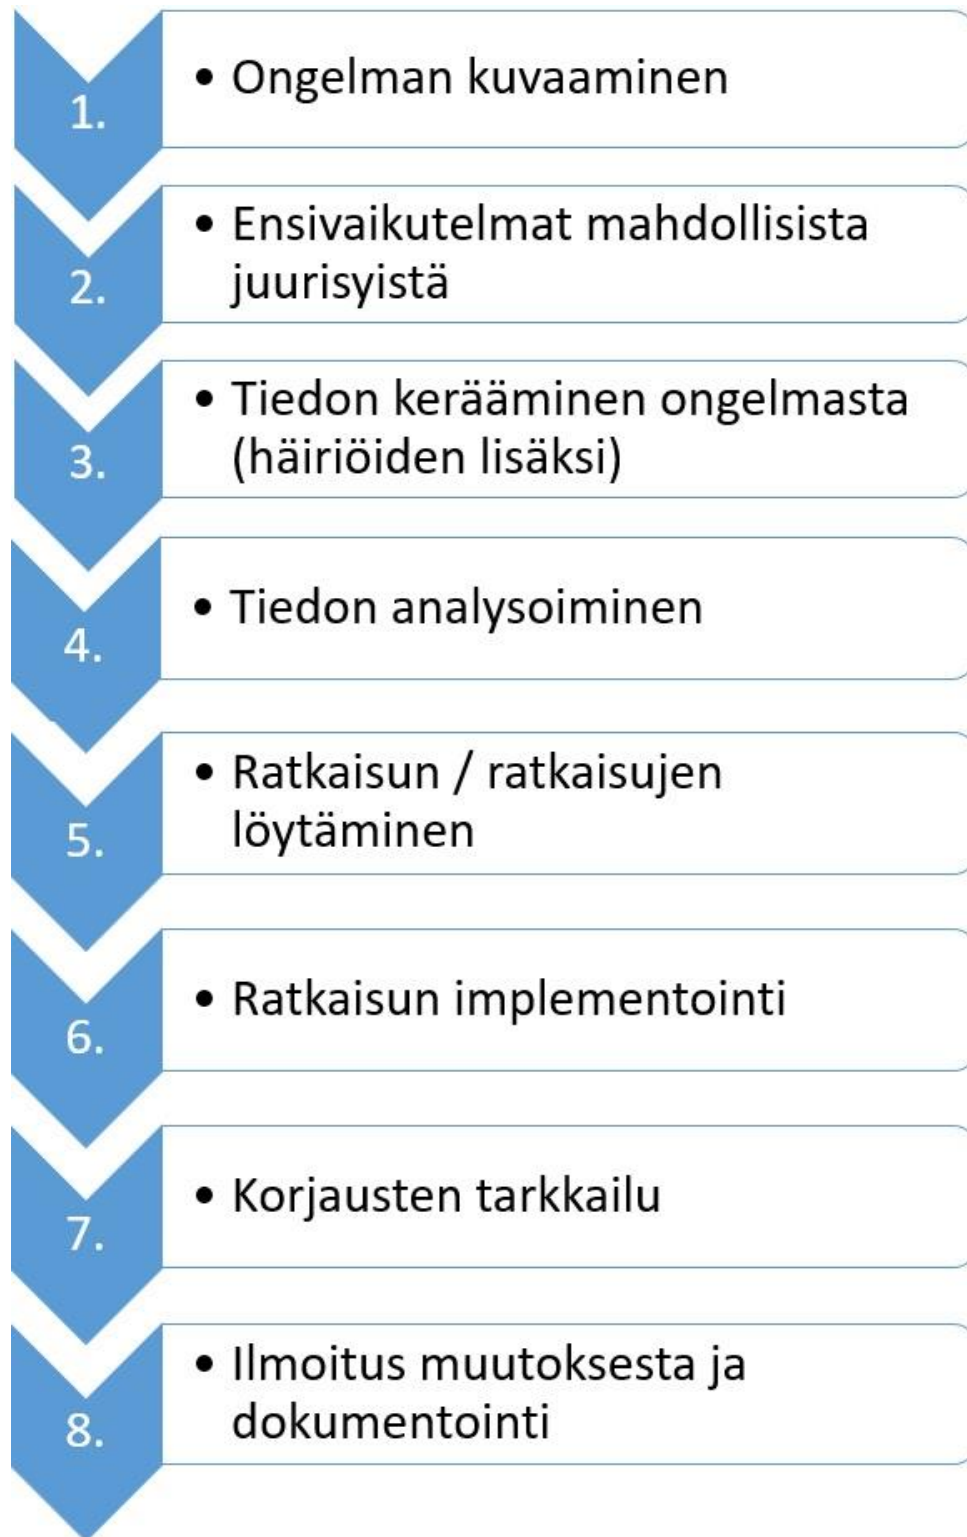 1.
• Ongelman kuvaaminen
2.
• Ensivaikutelmat mahdollisista
juurisyistä
3.
• Tiedon kerääminen ongelmasta
(häiriöiden lisäksi)
4.
• Tiedon analysoiminen
5.
• Ratkaisun / ratkaisujen
löytäminen
6.
• Ratkaisun implementointi
7.
• Korjausten tarkkailu
8.
• Ilmoitus muutoksesta ja
dokumentointi